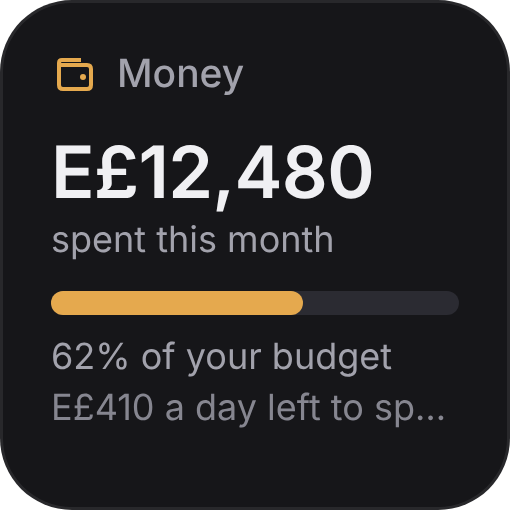 Money
E£12,480
spent this month
62% of your budget
E£410 a day left to sp...